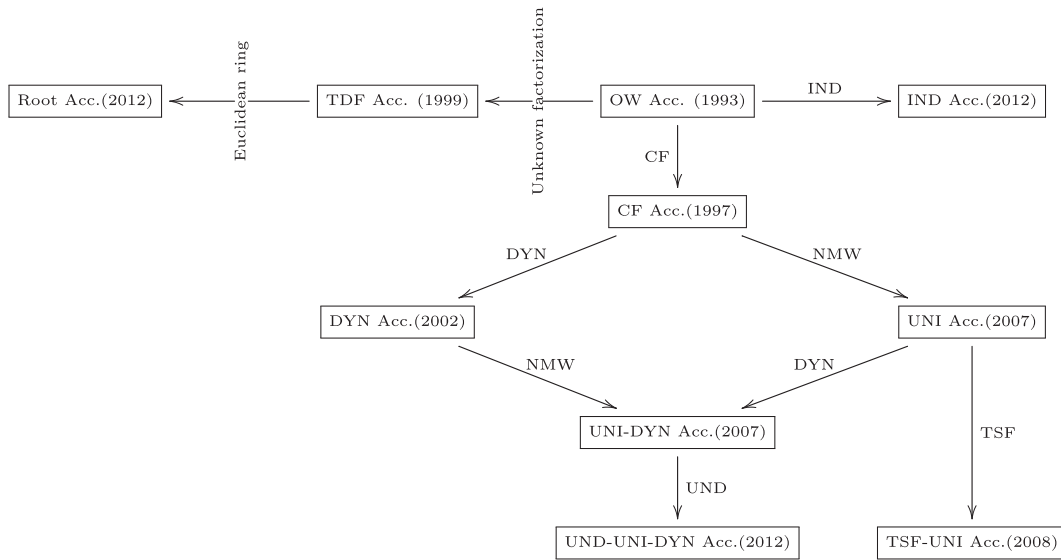 Root Acc.(2012)
Euclidean ring
TDF Acc. (1999)
Unknown factorization
OW Acc. (1993)
IND
IND Acc.(2012)
CF
CF Acc.(1997)
DYN
NMW
DYN Acc.(2002)
UNI Acc.(2007)
NMW
DYN
UNI-DYN Acc.(2007)
TSF
UND
UND-UNI-DYN Acc.(2012)
TSF-UNI Acc.(2008)